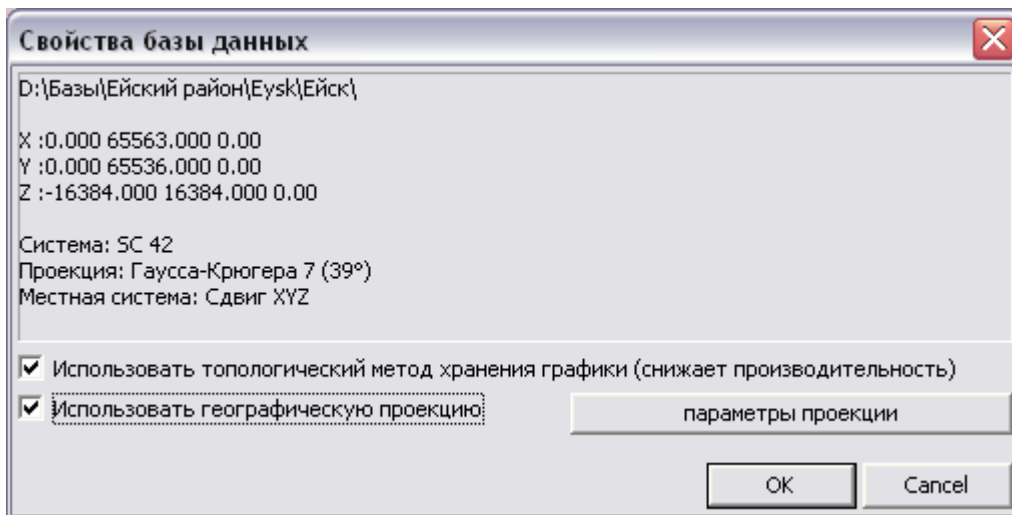 Свойства базы данных
D:\Базы\Ейский район\Eysk\Ейск\
X :0.000 65563.000 0.00
Y :0.000 65536.000 0.00
Z :-16384.000 16384.000 0.00
Система: SC 42
Проекция: Гаусса-Крюгера 7 (39°)
Местная система: Сдвиг XYZ
Использовать топологический метод хранения графики (снижает производительность)
Использовать географическую проекцию
параметры проекции
OK
Cancel